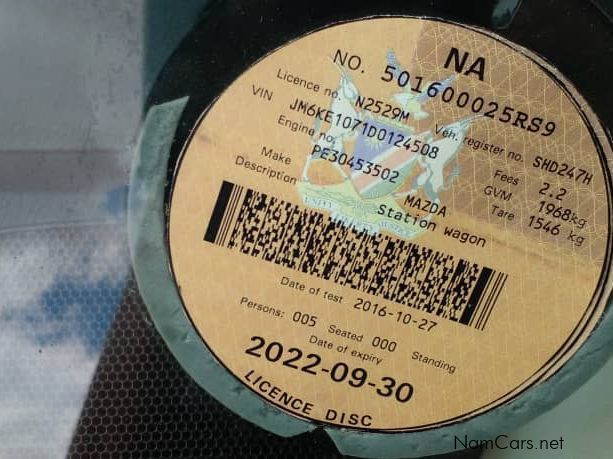 NA
NO. 501600025RS9
Licence no. N2529M Veh. register no. SHD247H
VIN JM6KE1071D0124508 Fees 2.2
Engine no. PE30453502 GVM 1968kg
Make MAZDA Tare 1546 kg
Description Station wagon
Date of test 2016-10-27
Persons: 005 Seated 000 Standing
Date of expiry
2022-09-30
LICENCE DISC
NamCars.net